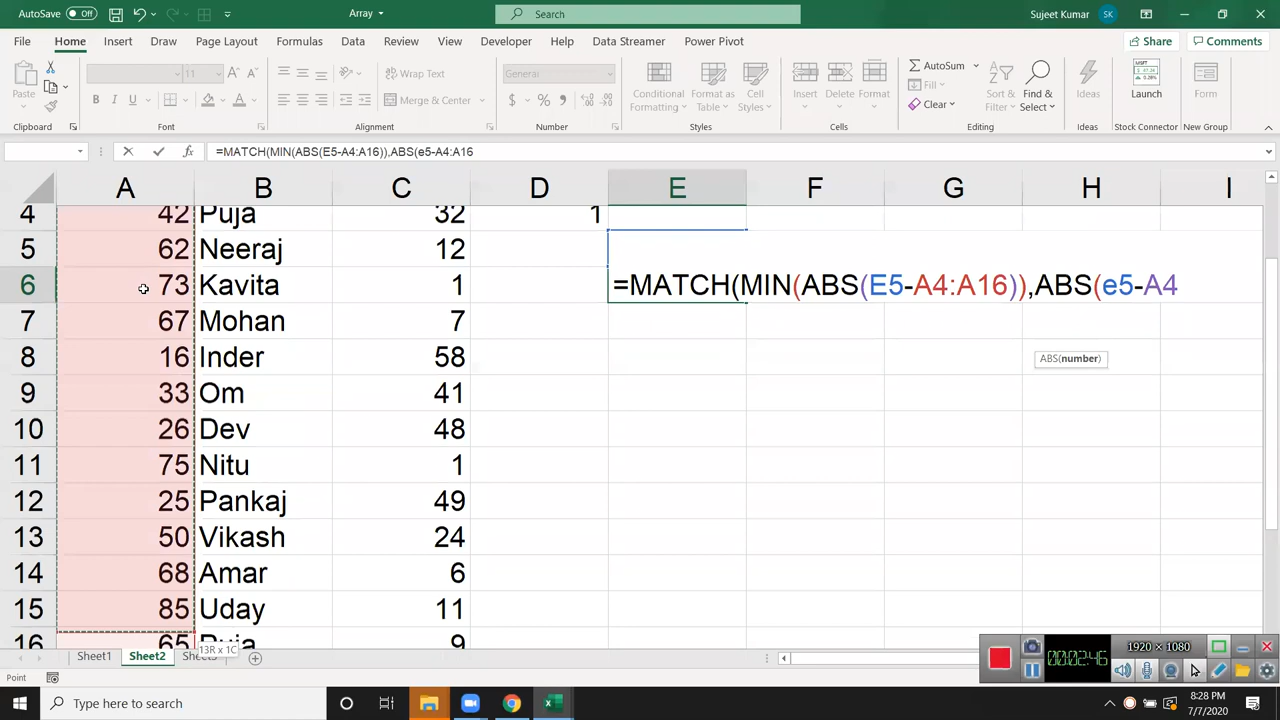 AutoSave Off Array Search Sujeet Kumar SK
File Home Insert Draw Page Layout Formulas Data Review View Developer Help Data Streamer Power Pivot Share Comments
Paste 11 Wrap Text General Conditional Formatting Format as Table Cell Styles Insert Delete Format AutoSum Sort & Filter Find & Select Ideas Launch Form
B I U Merge & Center $ % Fill Clear
Clipboard Font Alignment Number Styles Cells Editing Ideas Stock Connector New Group
fx =MATCH(MIN(ABS(E5-A4:A16)),ABS(e5-A4:A16
A B C D E F G H I
4 42 Puja 32 1
5 62 Neeraj 12
6 73 Kavita 1 =MATCH(MIN(ABS(E5-A4:A16)),ABS(e5-A4
7 67 Mohan 7
8 16 Inder 58 ABS(number)
9 33 Om 41
10 26 Dev 48
11 75 Nitu 1
12 25 Pankaj 49
13 50 Vikash 24
14 68 Amar 6
15 85 Uday 11
16 65 Puja 9
13R x 1C
Sheet1 Sheet2
1920 × 1080
00:02:46
Point
Type here to search
8:28 PM
7/7/2020